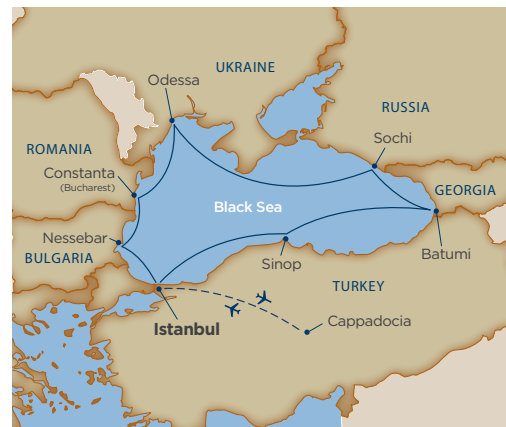 UKRAINE
Odessa
RUSSIA
ROMANIA
Sochi
Constanta
(Bucharest)
GEORGIA
Black Sea
Nessebar
BULGARIA
Sinop
Batumi
TURKEY
Istanbul
Cappadocia